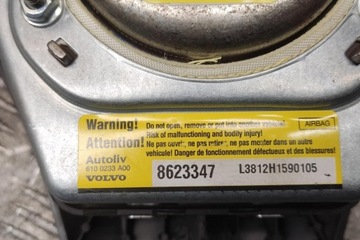 Warning!
Do not open, remove or put into another vehicle!
AIRBAG
Risk of malfunctioning and bodily injury!
Attention!
Ne pas ouvrir, ne pas enlever, ne pas monter dans un autre
Autoliv
vehicule! Danger de fonctionnement défectueux et des blessures!
610 0233 A00
VOLVO
8623347
L3812H1590105